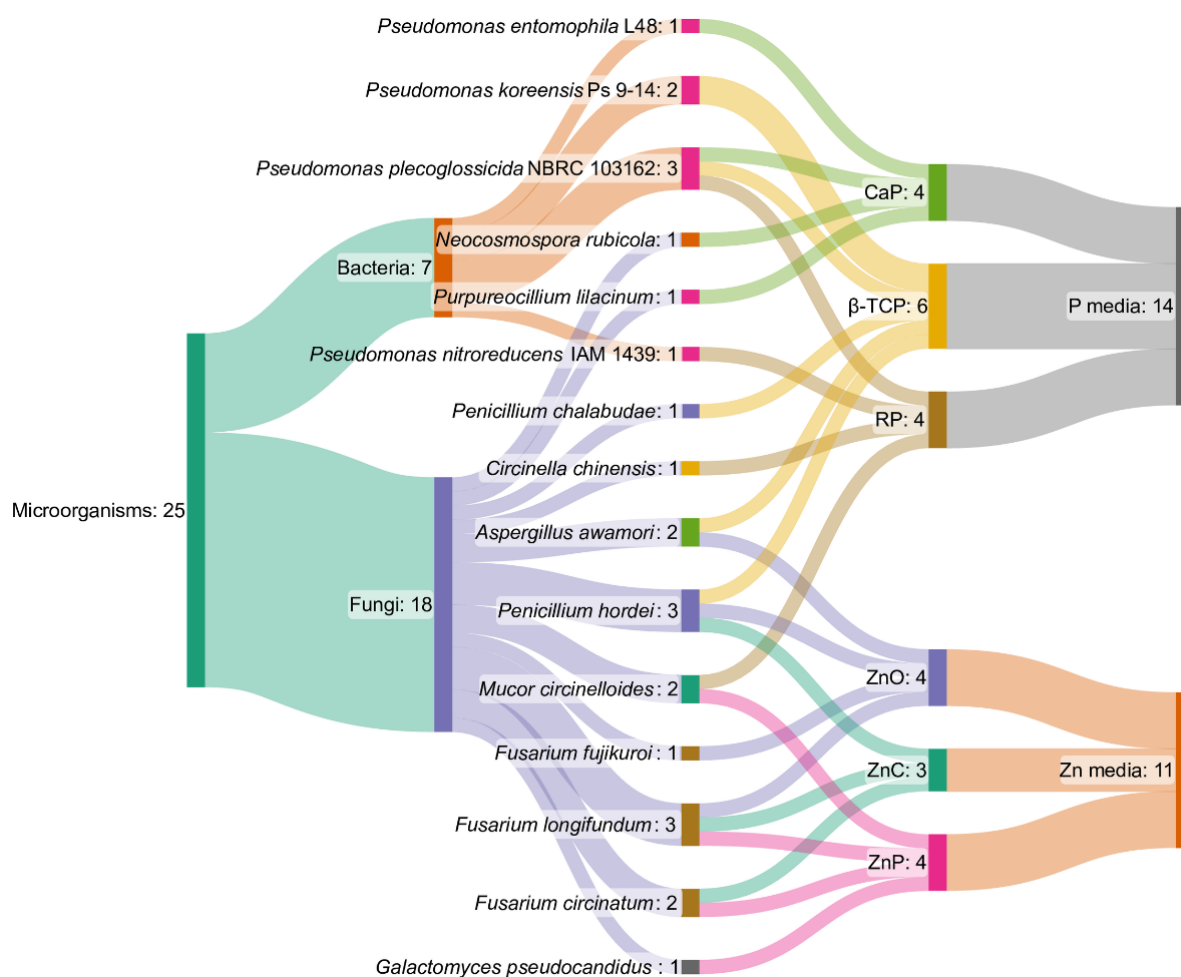 Pseudomonas entomophila L48: 1
Pseudomonas koreensis Ps 9-14: 2
Pseudomonas plecoglossicida NBRC 103162: 3
CaP: 4
Neocosmospora rubicola: 1
Bacteria: 7
Purpureocillium lilacinum: 1
β-TCP: 6
P media: 14
Pseudomonas nitroreducens IAM 1439: 1
Penicillium chalabudae: 1
RP: 4
Circinella chinensis: 1
Microorganisms: 25
Aspergillus awamori: 2
Fungi: 18
Penicillium hordei: 3
ZnO: 4
Mucor circinelloides: 2
Fusarium fujikuroi: 1
ZnC: 3
Zn media: 11
Fusarium longifundum: 3
ZnP: 4
Fusarium circinatum: 2
Galactomyces pseudocandidus : 1